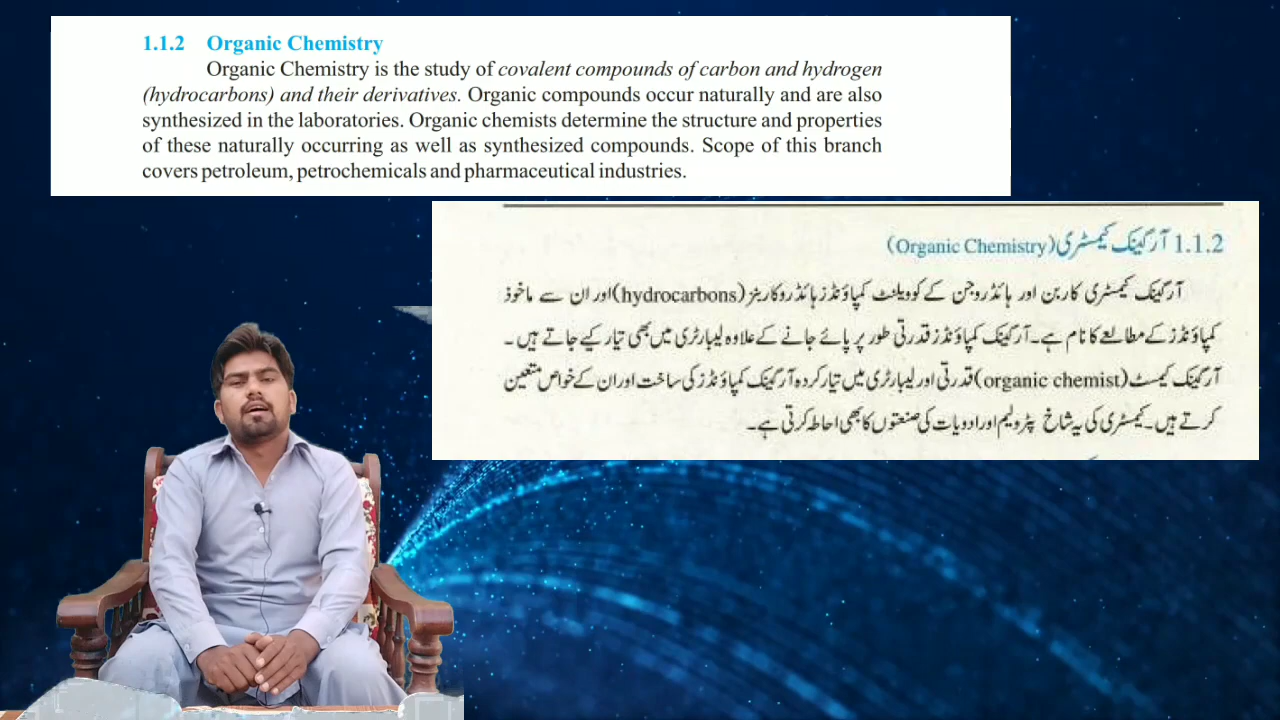 1.1.2 Organic Chemistry
Organic Chemistry is the study of covalent compounds of carbon and hydrogen
(hydrocarbons) and their derivatives. Organic compounds occur naturally and are also
synthesized in the laboratories. Organic chemists determine the structure and properties
of these naturally occurring as well as synthesized compounds. Scope of this branch
covers petroleum, petrochemicals and pharmaceutical industries.
1.1.2 آرگینک کیمسٹری (Organic Chemistry)
آرگینک کیمسٹری کاربن اور ہائڈروجن کے کوویلنٹ کمپاؤنڈز ہائڈروکاربنز (hydrocarbons) اور ان سے ماخوذ
کمپاؤنڈز کے مطالعے کا نام ہے۔ آرگینک کمپاؤنڈز قدرتی طور پر پائے جانے کے علاوہ لیبارٹری میں بھی تیار کیے جاتے ہیں۔
آرگینک کیمسٹ (organic chemist) قدرتی اور لیبارٹری میں تیار کردہ آرگینک کمپاؤنڈز کی ساخت اور ان کے خواص متعین
کرتے ہیں۔ کیمسٹری کی یہ شاخ پٹرولیم اور ادویات کی صنعتوں کا بھی احاطہ کرتی ہے۔